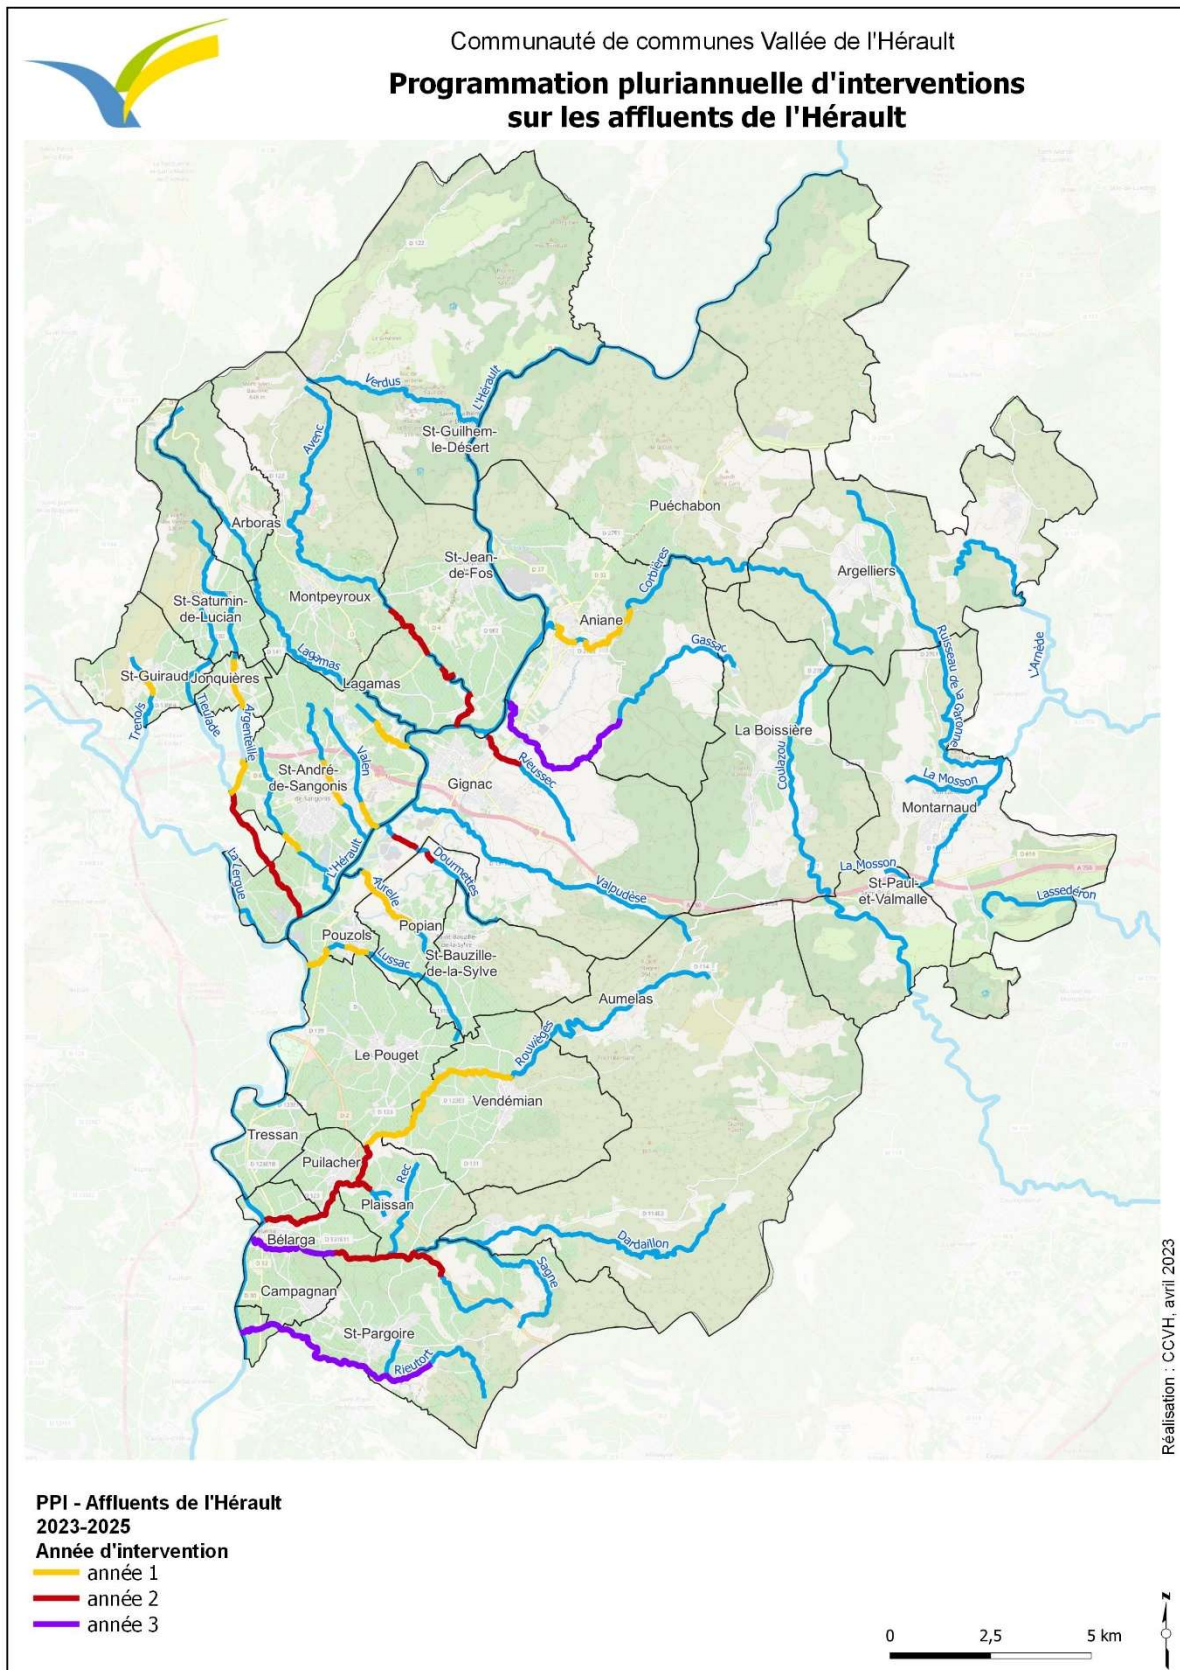 Communauté de communes Vallée de l'Hérault
Programmation pluriannuelle d'interventions
sur les affluents de l'Hérault
Verdus
L'Hérault
Avenc
St-Guilhem-
le-Désert
Puéchabon
Arboras
St-Jean-
de-Fos
Corbières
Argelliers
Montpeyroux
St-Saturnin-
de-Lucian
Aniane
Gassac
Ruisseau de la Garonne
L'Arnède
Lagamas
St-Guiraud
Jonquières
Lagamas
Trenols
Tieulade
Argenteille
La Boissière
Valen
Rieussec
Coulazou
St-André-
de-Sangonis
Gignac
La Mosson
Montarnaud
La Lergue
L'Hérault
Dourmettes
Aurelle
Valpudèse
La Mosson
St-Paul-
et-Valmalle
Lassedéron
Popian
Pouzols
Lussac
St-Bauzille-
de-la-Sylve
Aumelas
Rouvièges
Le Pouget
Vendémian
Tressan
Puilacher
Rec
Plaissan
Bélarga
Dardaillon
Sagne
Campagnan
St-Pargoire
Rieutort
Réalisation : CCVH, avril 2023
PPI - Affluents de l'Hérault
2023-2025
Année d'intervention
année 1
année 2
année 3
0 2,5 5 km
N